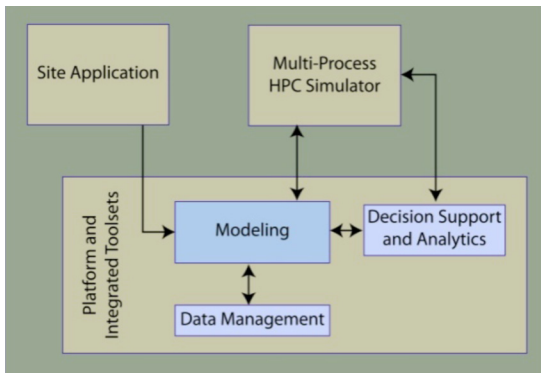 Site Application
Multi-Process
HPC Simulator
Platform and
Integrated Toolsets
Modeling
Decision Support
and Analytics
Data Management